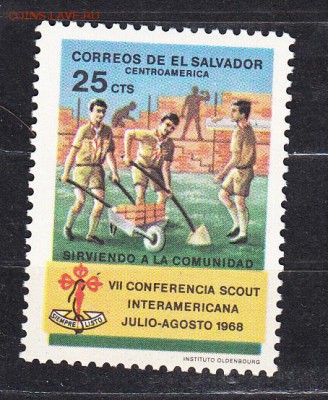 COINSS.LAVE.RU
CORREOS DE EL SALVADOR
CENTROAMERICA
25 CTS
SIRVIENDO A LA COMUNIDAD
VII CONFERENCIA SCOUT
INTERAMERICANA
JULIO-AGOSTO 1968
SIEMPRE LISTO
INSTITUTO OLDENBOURG